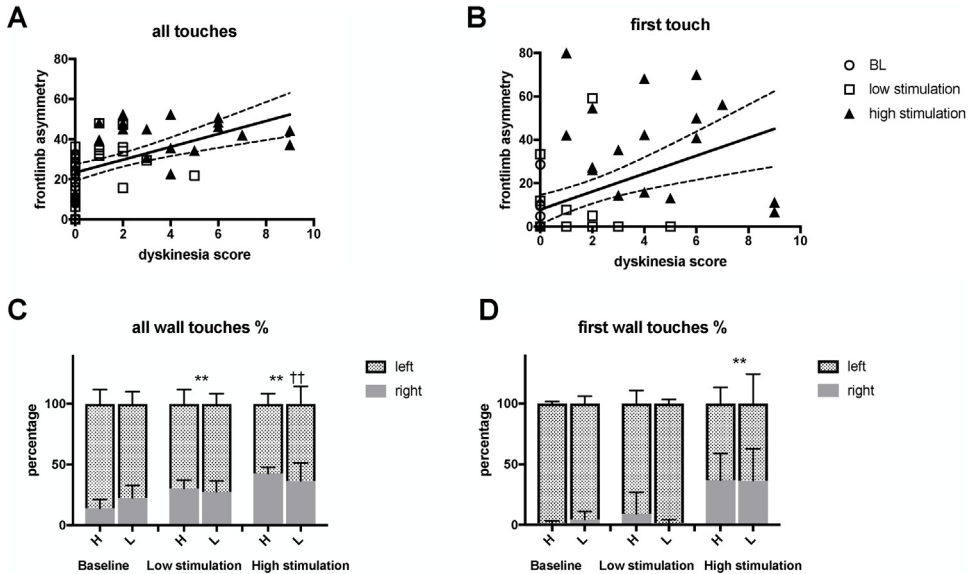 A
all touches
80
60
40
20
0
0 2 4 6 8 10
frontlimb asymmetry
dyskinesia score
B
first touch
80
60
40
20
0
0 2 4 6 8 10
frontlimb asymmetry
dyskinesia score
BL
low stimulation
high stimulation
C
all wall touches %
** ** ††
100
50
0
percentage
H L H L H L
Baseline Low stimulation High stimulation
left
right
D
first wall touches %
**
100
50
0
percentage
H L H L H L
Baseline Low stimulation High stimulation
left
right